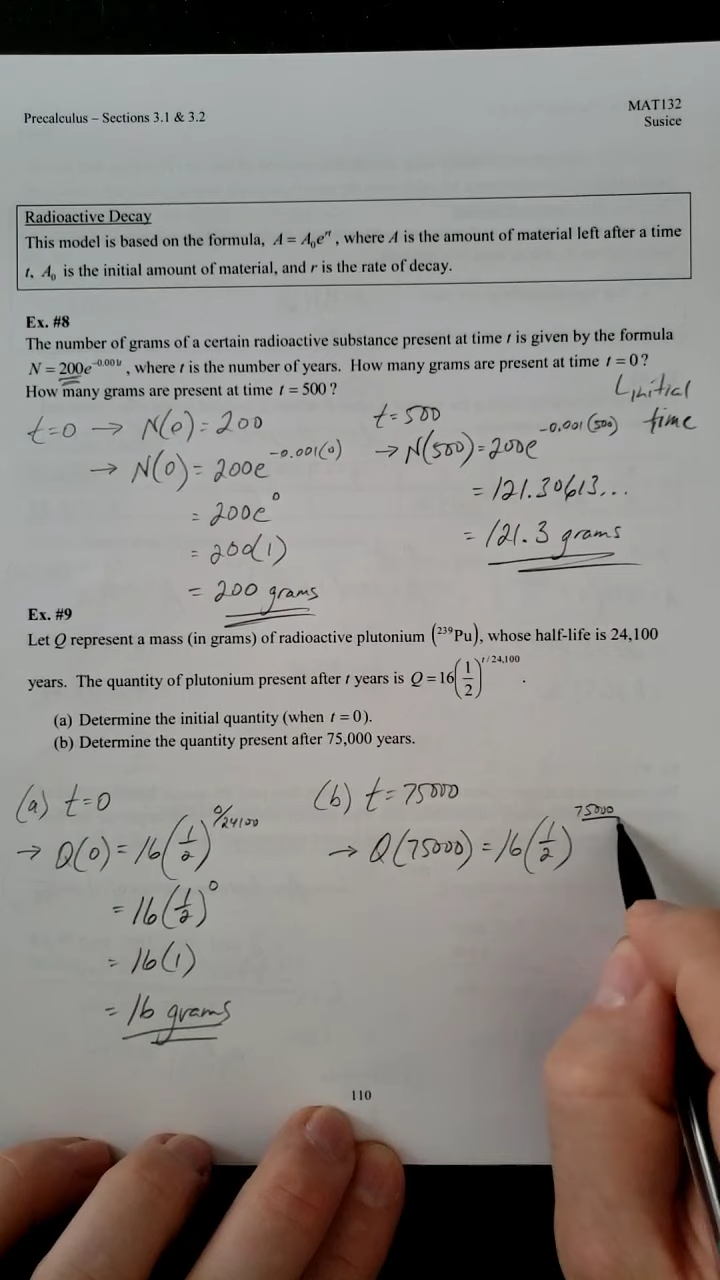 Precalculus – Sections 3.1 & 3.2
MAT132
Susice
Radioactive Decay
This model is based on the formula, A = A₀eʳᵗ, where A is the amount of material left after a time
t, A₀ is the initial amount of material, and r is the rate of decay.
Ex. #8
The number of grams of a certain radioactive substance present at time t is given by the formula
N = 200e^(-0.001t), where t is the number of years. How many grams are present at time t = 0?
How many grams are present at time t = 500?
initial
time
t=0 → N(0) = 200
→ N(0) = 200e^(-0.001(0))
= 200e⁰
= 200(1)
= 200 grams
t=500
→ N(500) = 200e^(-0.001(500))
= 121.30613...
= 121.3 grams
Ex. #9
Let Q represent a mass (in grams) of radioactive plutonium (²³⁹Pu), whose half-life is 24,100
years. The quantity of plutonium present after t years is Q = 16(1/2)^(t/24,100).
(a) Determine the initial quantity (when t = 0).
(b) Determine the quantity present after 75,000 years.
(a) t=0
→ Q(0) = 16(1/2)^(0/24100)
= 16(1/2)⁰
= 16(1)
= 16 grams
(b) t = 75000
→ Q(75000) = 16(1/2)^75000
110